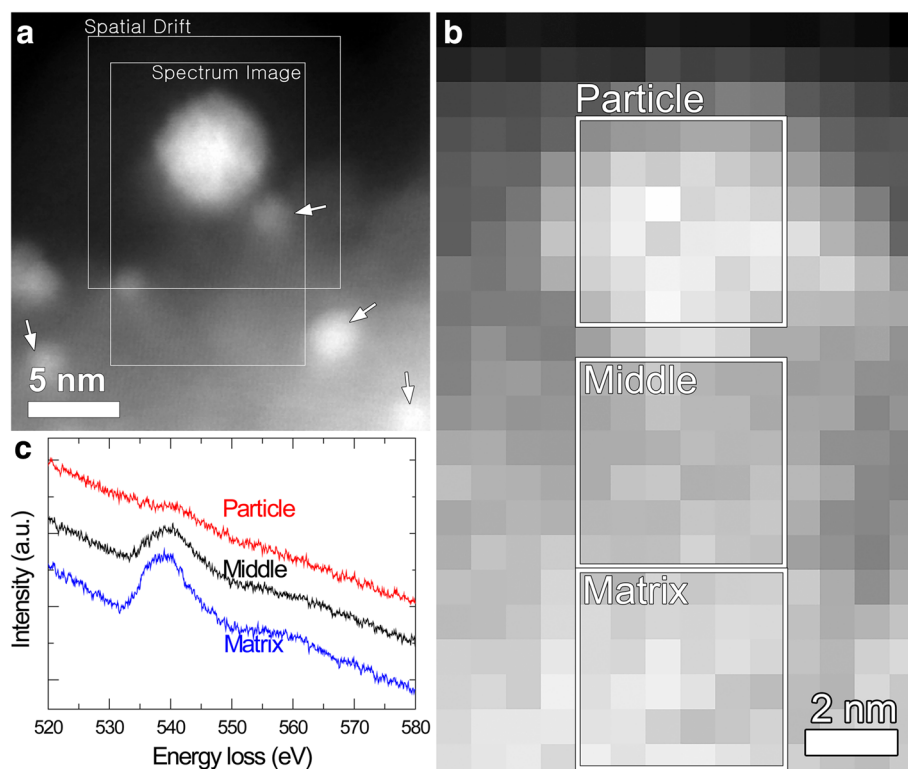 a
Spatial Drift
Spectrum Image
5 nm
b
Particle
Middle
Matrix
2 nm
c
Intensity (a.u.)
Particle
Middle
Matrix
520 530 540 550 560 570 580
Energy loss (eV)